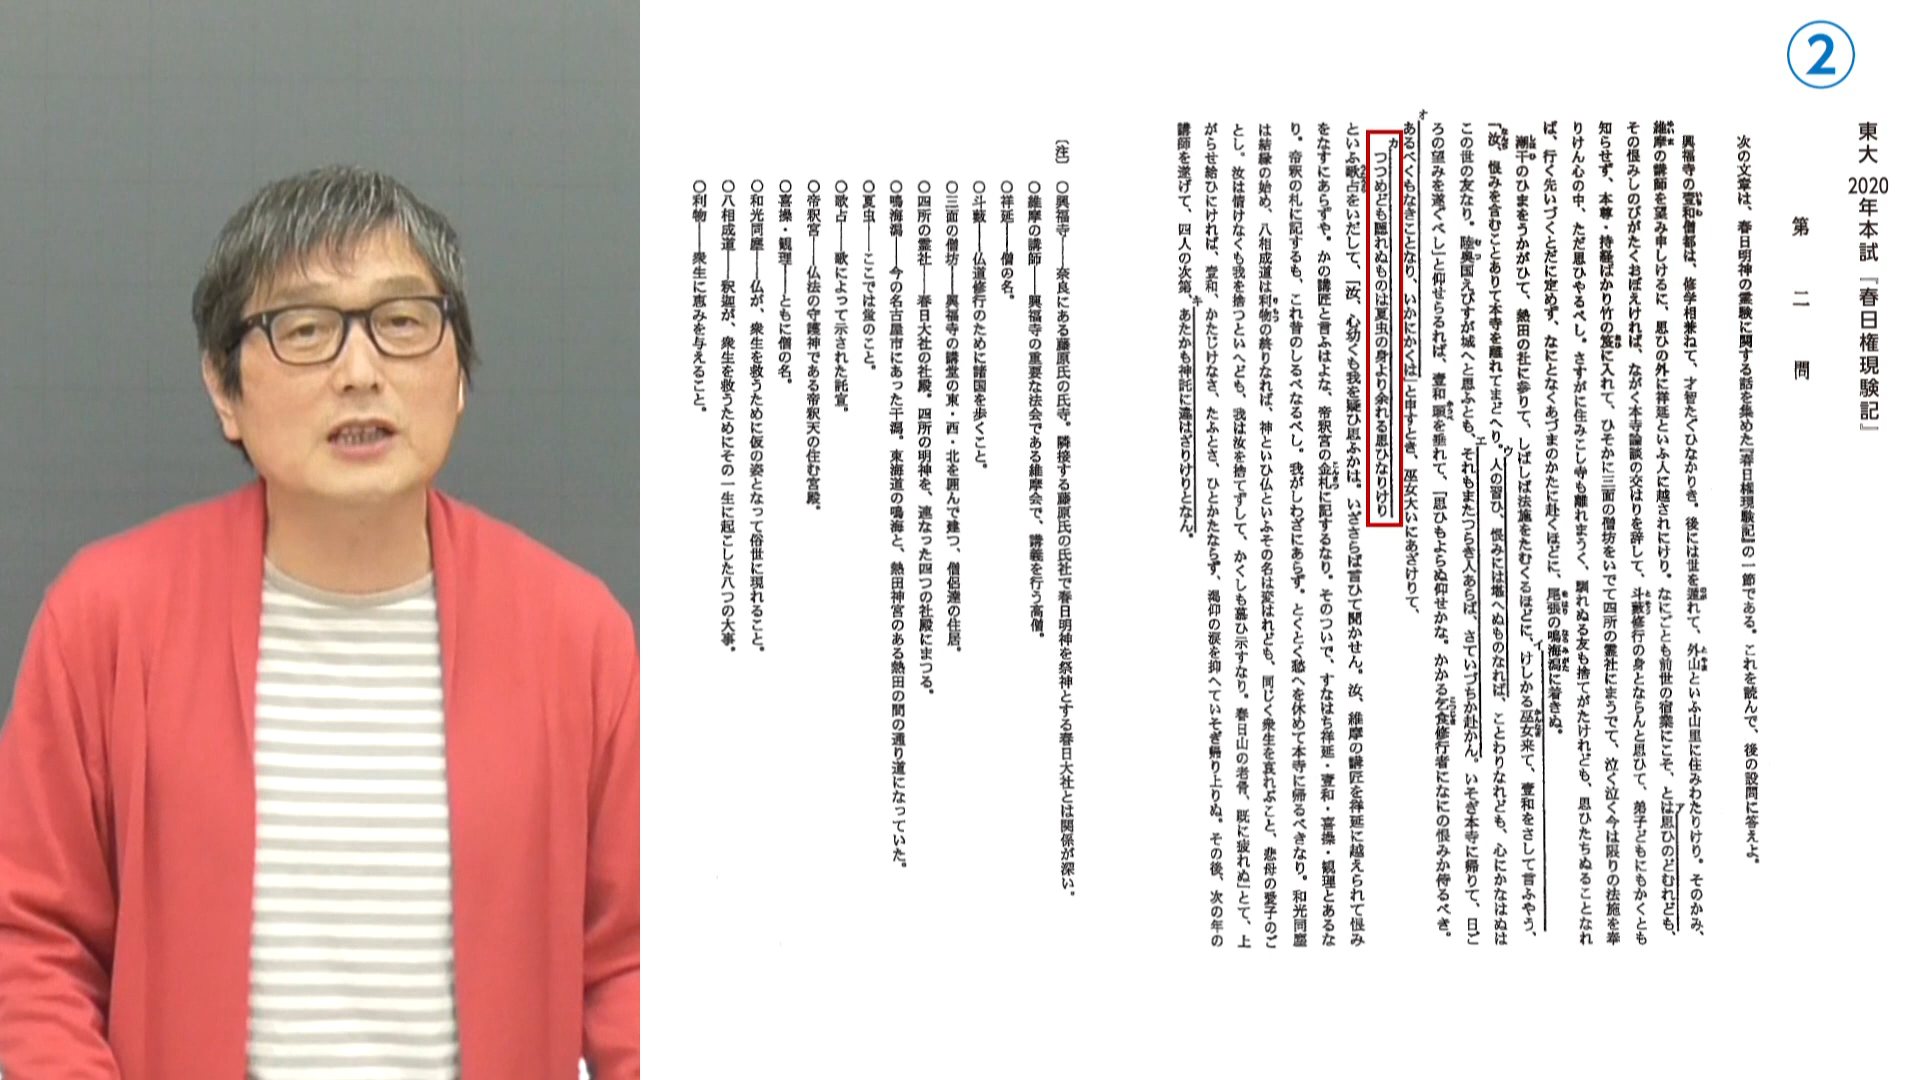 ②
東大2020年本試『春日権現験記』
第二問
次の文章は、春日明神の霊験に関する話を集めた『春日権現験記』の一節である。これを読んで、後の設問に答えよ。
興福寺の壹和僧都は、修学相兼ねて、才智たぐひなかりき。後には世を遁れて、外山といふ山里に住みわたりけり。そのかみ、
維摩の講師を望み申しけるに、思ひの外に祥延といふ人に越されにけり。なにごとも前世の宿業にこそ、とは思ひのどむれども、
その恨みしのびがたくおぼえければ、ながく本寺論談の交はりを辞して、斗藪修行の身とならんと思ひて、弟子どもにもかくとも
知らせず、本尊・持経ばかり竹の笈に入れて、ひそかに三面の僧坊をいでて四所の霊社にまうでて、泣く泣く今は限りの法施を奉
りけん心の中、ただ思ひやるべし。さすがに住みこし寺も離れまうく、馴れぬる友も捨てがたけれども、思ひたちぬることなれ
ば、行く先いづくとだに定めず、なにとなくあづまのかたに赴くほどに、尾張の鳴海潟に着きぬ。
潮干のひまをうかがひて、熱田の社に参りて、しばしば法施をたむくるほどに、けしかる巫女来て、壹和をさして言ふやう、
「汝、恨みを含むことありて本寺を離れてまどへり。人の習ひ、恨みには堪へぬものなれば、ことわりなれども、心にかなはぬは
この世の友なり。陸奥国えびすが城へと思ふとも、それもまたつらき人あらば、さていづちか赴かん。いそぎ本寺に帰りて、日ご
ろの望みを遂ぐべし」と仰せらるれば、壹和頭を垂れて、「思ひもよらぬ仰せかな。かかる乞食修行者になにの恨みか侍るべき。
あるべくもなきことなり、いかにかくは」と申すとき、巫女大いにあざけりて、
つつめども隠れぬものは夏虫の身より余れる思ひなりけり
といふ歌占をいだして、「汝、心幼くも我を疑ひ思ふかは。いざさらば言ひて聞かせん。汝、維摩の講匠を祥延に越えられて恨み
をなすにあらずや。かの講匠と言ふはよな、帝釈宮の金札に記するなり。そのついで、すなはち祥延・壹和・喜操・観理とあるな
り。帝釈の札に記するも、これ昔のしるべなるべし。我がしわざにあらず。とくとく愁へを休めて本寺に帰るべきなり。和光同塵
は結縁の始め、八相成道は利物の終りなれば、神といひ仏といふその名は変はれども、同じく衆生を哀れぶこと、悲母の愛子のご
とし。汝は情けなくも我を捨つといへども、我は汝を捨てずして、かくしも慕ひ示すなり。春日山の老骨、既に疲れぬ」とて、上
がらせ給ひにければ、壹和、かたじけなさ、たふとさ、ひとかたならず、渇仰の涙を抑へていそぎ帰り上りぬ。その後、次の年の
講師を遂げて、四人の次第、あたかも神託に違はざりけりとなん。
〔注〕 ○興福寺——奈良にある藤原氏の氏寺。隣接する藤原氏の氏社で春日明神を祭神とする春日大社とは関係が深い。
○維摩の講師——興福寺の重要な法会である維摩会で、講義を行う高僧。
○祥延——僧の名。
○斗藪——仏道修行のために諸国を歩くこと。
○三面の僧坊——興福寺の講堂の東・西・北を囲んで建つ、僧侶達の住居。
○四所の霊社——春日大社の社殿。四所の明神を、連なった四つの社殿にまつる。
○鳴海潟——今の名古屋市にあった干潟。東海道の鳴海と、熱田神宮のある熱田の間の通り道になっていた。
○夏虫——ここでは蛍のこと。
○歌占——歌によって示された託宣。
○帝釈宮——仏法の守護神である帝釈天の住む宮殿。
○喜操・観理——ともに僧の名。
○和光同塵——仏が、衆生を救うために仮の姿となって俗世に現れること。
○八相成道——釈迦が、衆生を救うためにその一生に起こした八つの大事。
○利物——衆生に恵みを与えること。